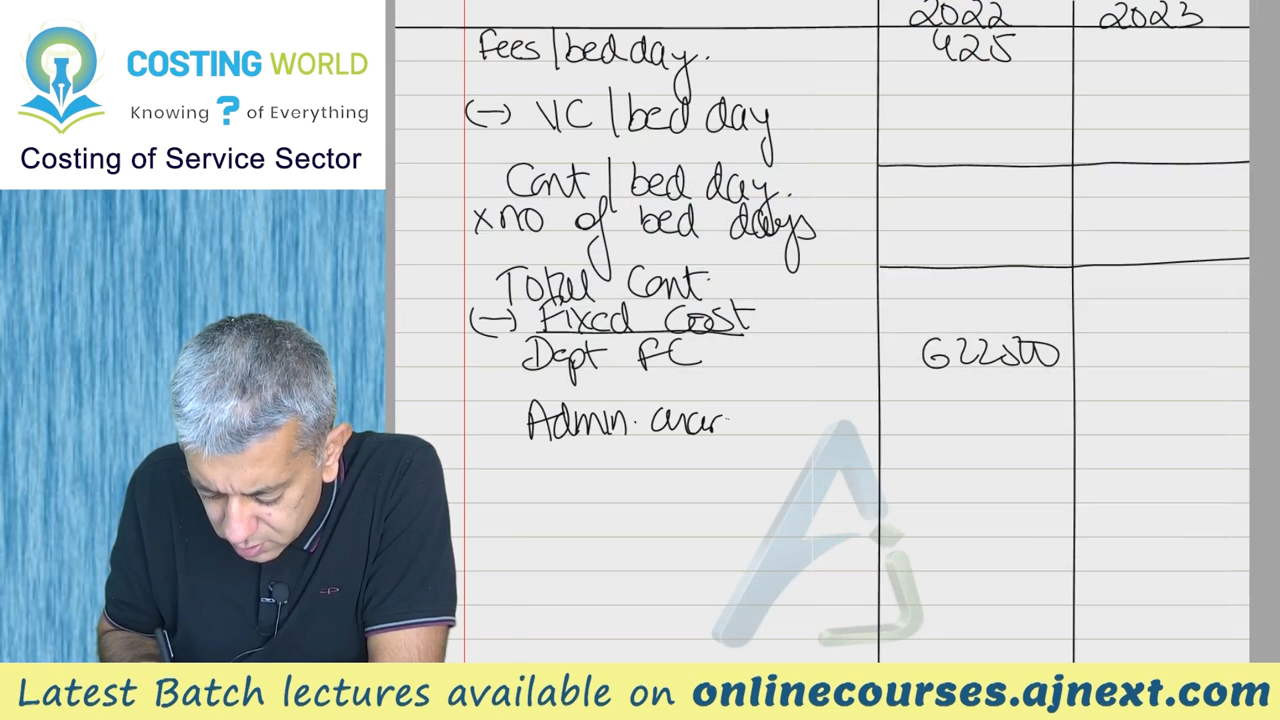 COSTING WORLD
Knowing ? of Everything
Costing of Service Sector
2022 2023
Fees/bed day. 425
(-) VC/bed day
Cont/bed day.
x no of bed days
Total Cont.
(-) Fixed Cost
Dept FC 622500
Admin.
Latest Batch lectures available on onlinecourses.ajnext.com